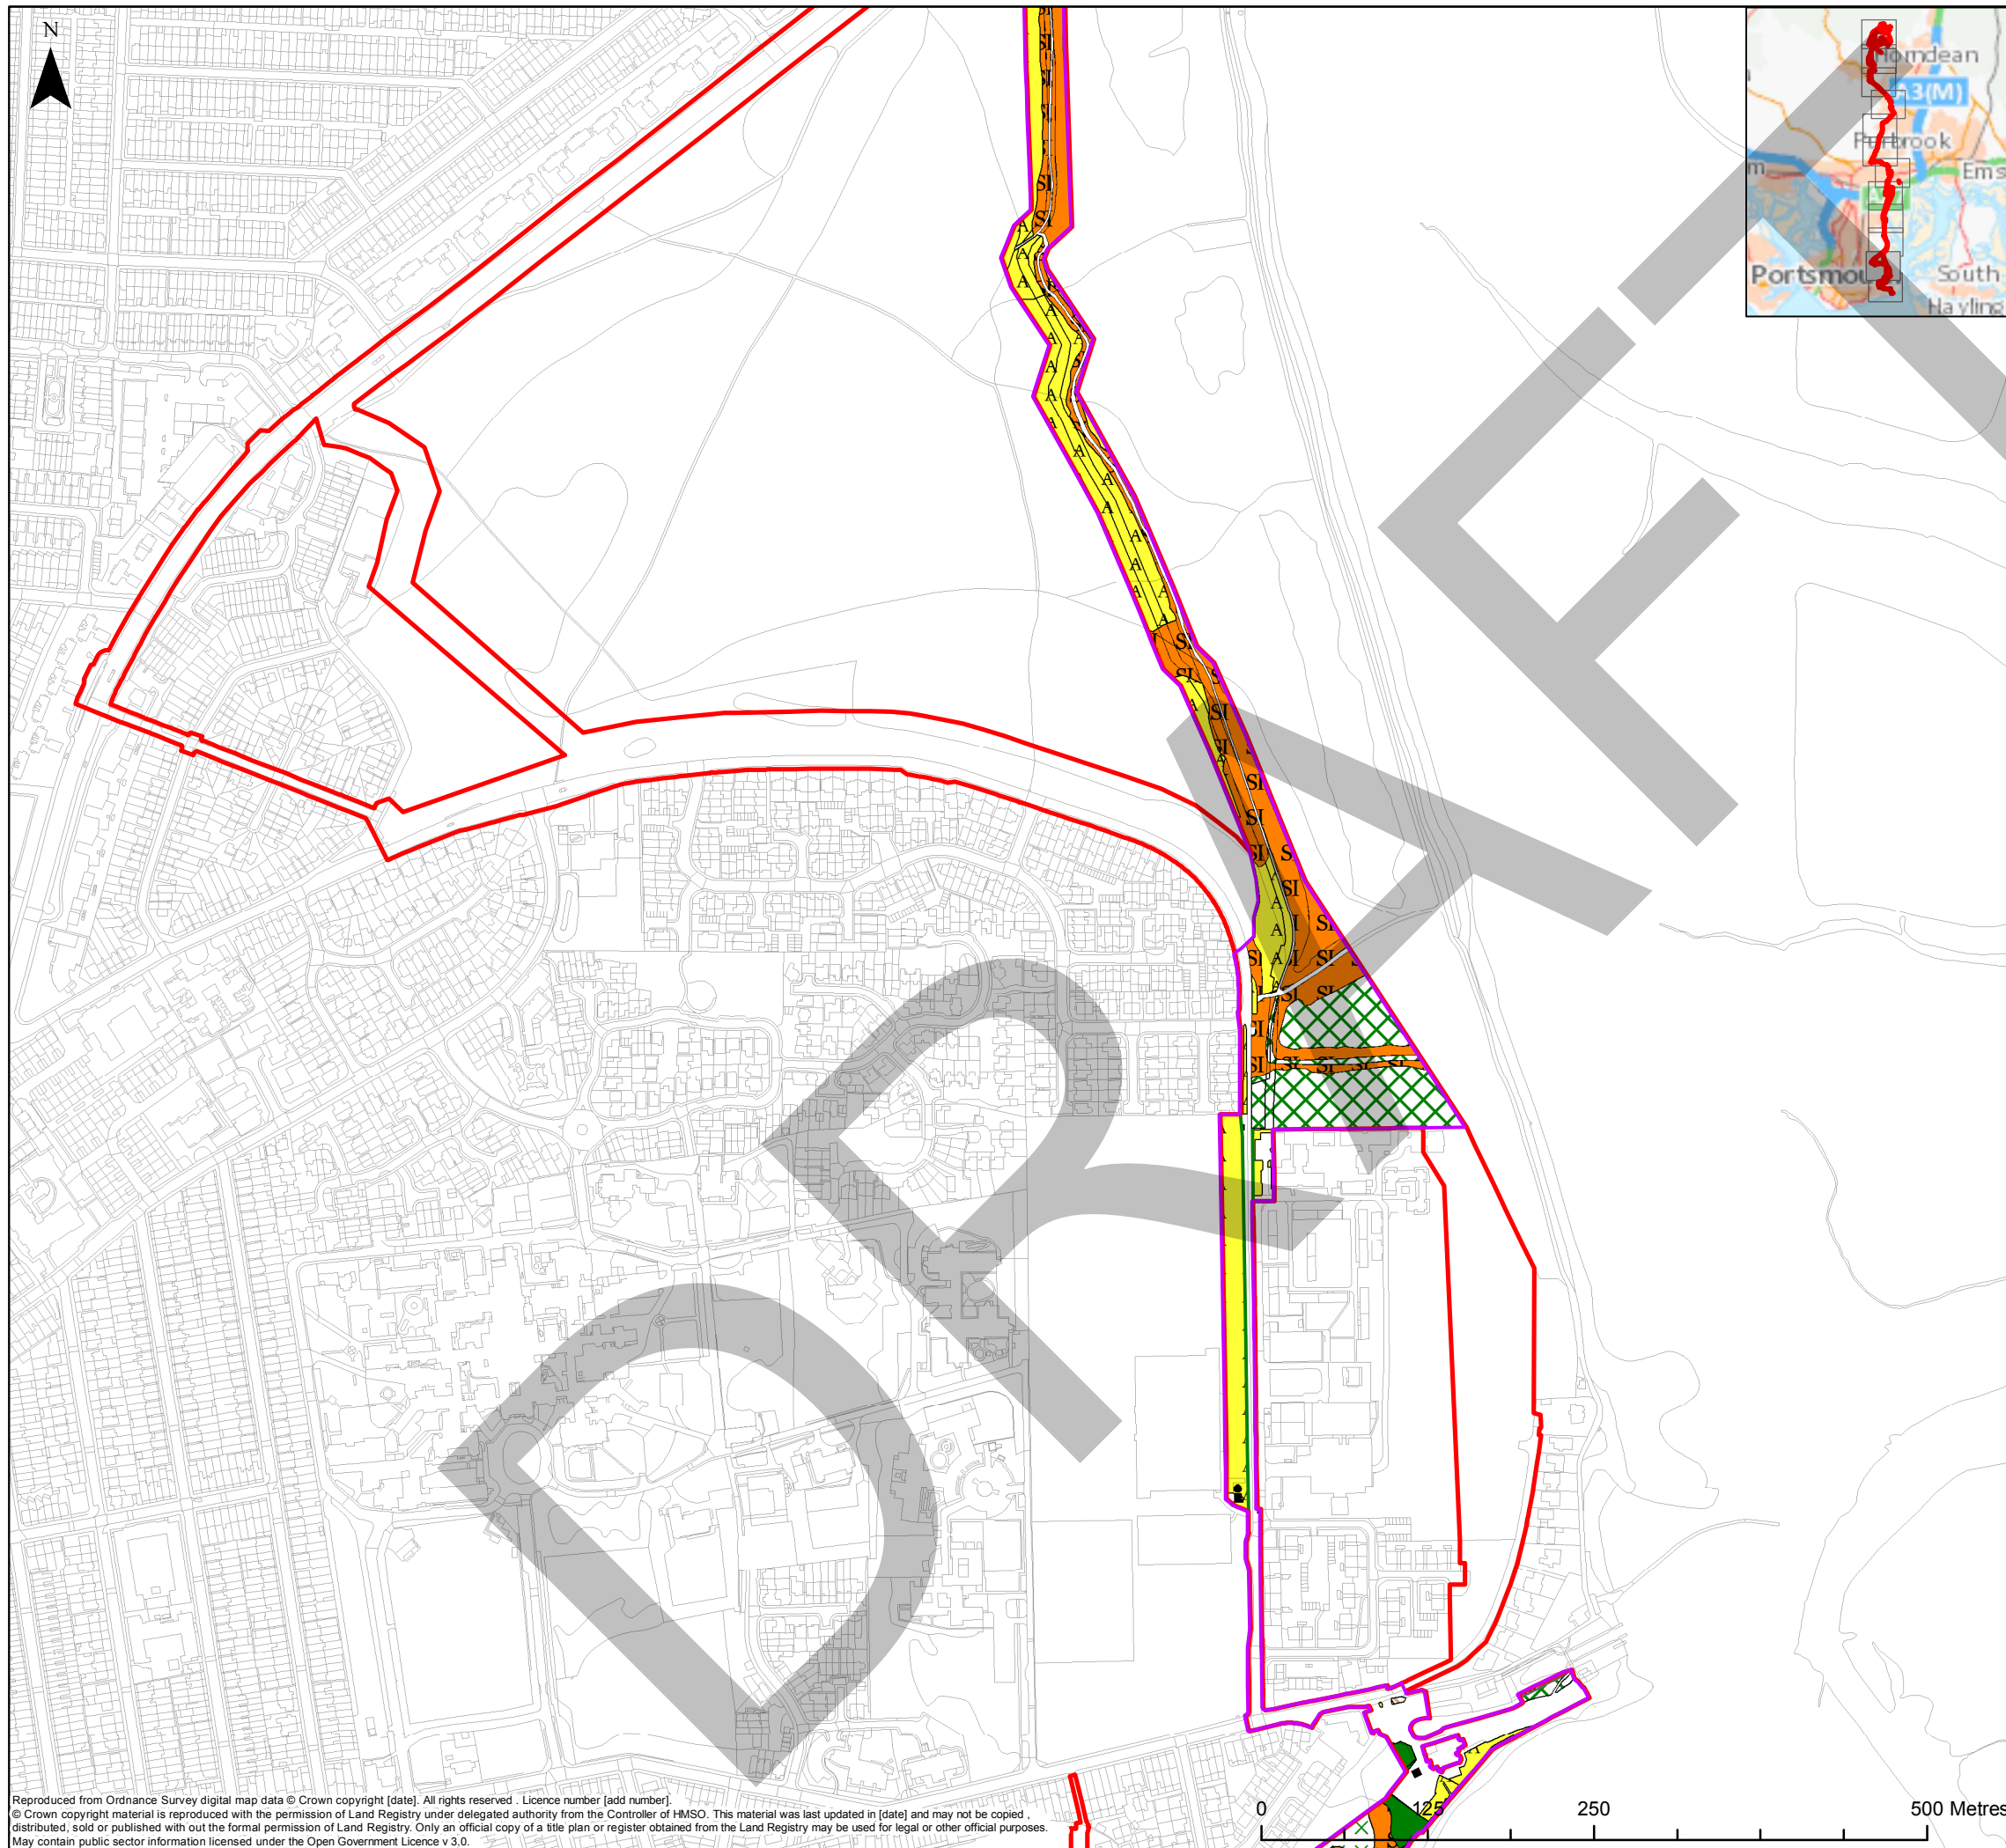 N
Horndean
A3(M)
Purbrook
Ems
Portsmou
South
Hayling
DRAFT
SI
A
0 125 250 500 Metres
Reproduced from Ordnance Survey digital map data © Crown copyright [date]. All rights reserved . Licence number [add number].
© Crown copyright material is reproduced with the permission of Land Registry under delegated authority from the Controller of HMSO. This material was last updated in [date] and may not be copied ,
distributed, sold or published with out the formal permission of Land Registry. Only an official copy of a title plan or register obtained from the Land Registry may be used for legal or other official purposes.
May contain public sector information licensed under the Open Government Licence v 3.0.